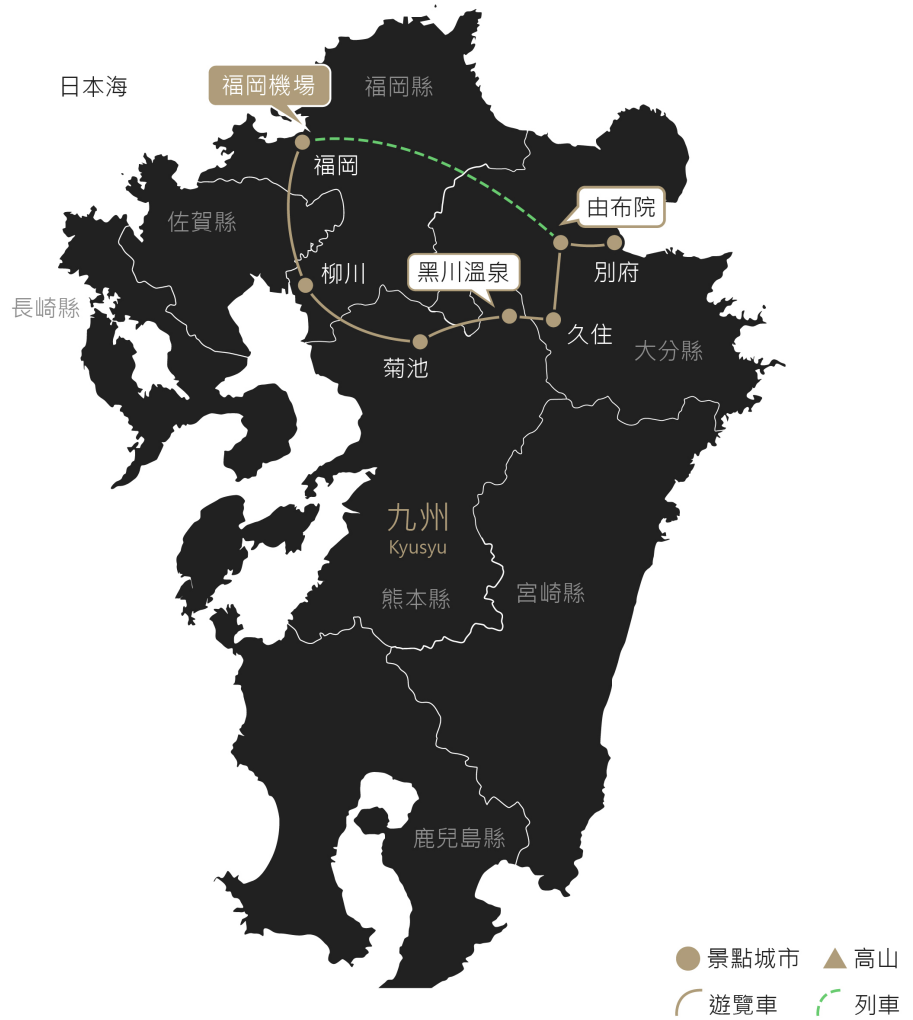 日本海
福岡機場
福岡縣
福岡
佐賀縣
由布院
柳川
黑川溫泉
別府
長崎縣
久住
大分縣
菊池
九州
Kyusyu
熊本縣
宮崎縣
鹿兒島縣
景點城市
高山
遊覽車
列車